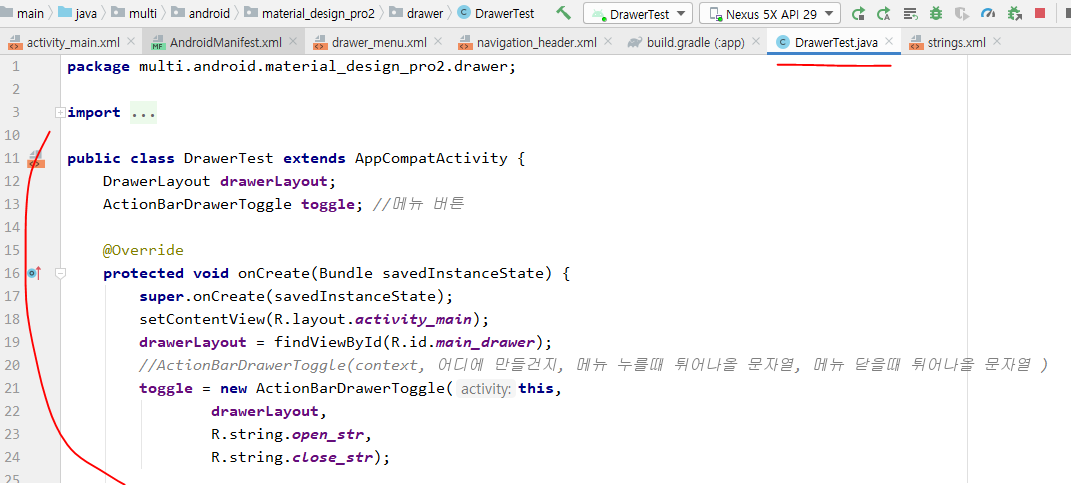 main java multi android material_design_pro2 drawer DrawerTest DrawerTest Nexus 5X API 29
activity_main.xml AndroidManifest.xml drawer_menu.xml navigation_header.xml build.gradle (:app) DrawerTest.java strings.xml
1 package multi.android.material_design_pro2.drawer;
2
3 import ...
10
11 public class DrawerTest extends AppCompatActivity {
12 DrawerLayout drawerLayout;
13 ActionBarDrawerToggle toggle; //메뉴 버튼
14
15 @Override
16 protected void onCreate(Bundle savedInstanceState) {
17 super.onCreate(savedInstanceState);
18 setContentView(R.layout.activity_main);
19 drawerLayout = findViewById(R.id.main_drawer);
20 //ActionBarDrawerToggle(context, 어디에 만들건지, 메뉴 누를때 튀어나올 문자열, 메뉴 닫을때 튀어나올 문자열 )
21 toggle = new ActionBarDrawerToggle( activity: this,
22 drawerLayout,
23 R.string.open_str,
24 R.string.close_str);
25